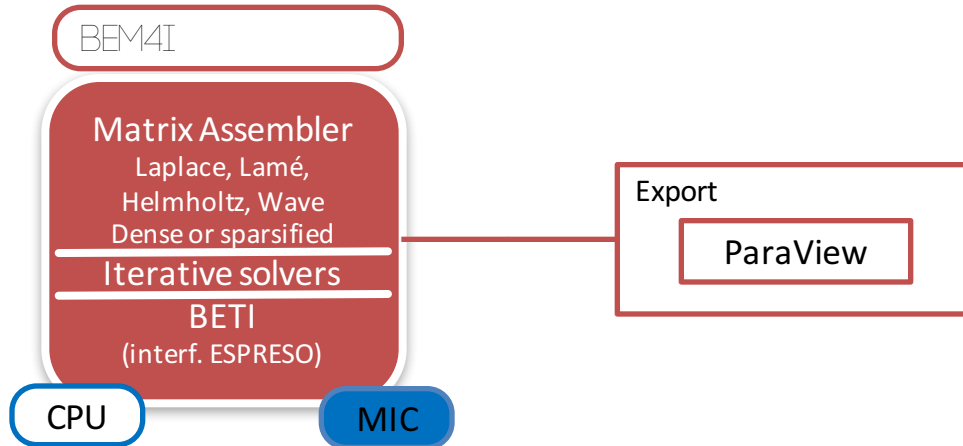 BEM4I
Matrix Assembler
Laplace, Lamé,
Helmholtz, Wave
Dense or sparsified
Iterative solvers
BETI
(interf. ESPRESO)
CPU
MIC
Export
ParaView